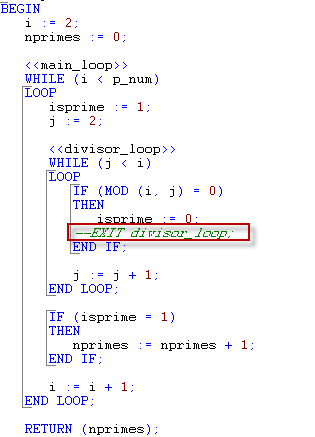 BEGIN
i := 2;
nprimes := 0;
<<main_loop>>
WHILE (i < p_num)
LOOP
isprime := 1;
j := 2;
<<divisor_loop>>
WHILE (j < i)
LOOP
IF (MOD (i, j) = 0)
THEN
isprime := 0;
--EXIT divisor_loop;
END IF;
j := j + 1;
END LOOP;
IF (isprime = 1)
THEN
nprimes := nprimes + 1;
END IF;
i := i + 1;
END LOOP;
RETURN (nprimes);